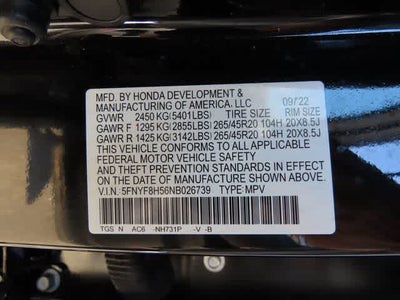 MFD. BY HONDA DEVELOPMENT &
MANUFACTURING OF AMERICA, LLC 09/22
GVWR 2450 KG(5401LBS) TIRE SIZE RIM SIZE
GAWR F 1295 KG(2855LBS) 265/45R20 104H 20X8.5J
GAWR R 1425 KG(3142LBS) 265/45R20 104H 20X8.5J
THIS VEHICLE CONFORMS TO ALL APPLICABLE
FEDERAL MOTOR VEHICLE SAFETY
AND THEFT PREVENTION STANDARDS IN EFFECT
ON THE DATE OF MANUFACTURE SHOWN ABOVE.
V.I.N. 5FNYF8H56NB026739 TYPE MPV
TGS N AC6 -NH731P -V -B